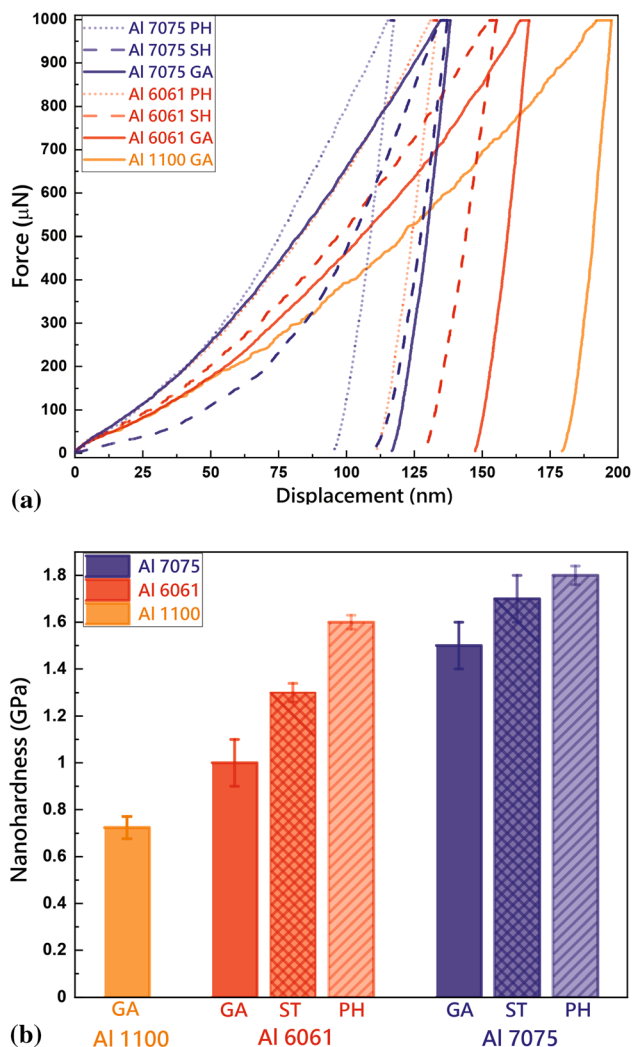 1000
900
800
700
600
500
400
300
200
100
0
Force (μN)
Al 7075 PH
Al 7075 SH
Al 7075 GA
Al 6061 PH
Al 6061 SH
Al 6061 GA
Al 1100 GA
0 25 50 75 100 125 150 175 200
Displacement (nm)
(a)
1.8
1.6
1.4
1.2
1
0.8
0.6
0.4
0.2
0
Nanohardness (GPa)
Al 7075
Al 6061
Al 1100
GA GA ST PH GA ST PH
Al 1100 Al 6061 Al 7075
(b)